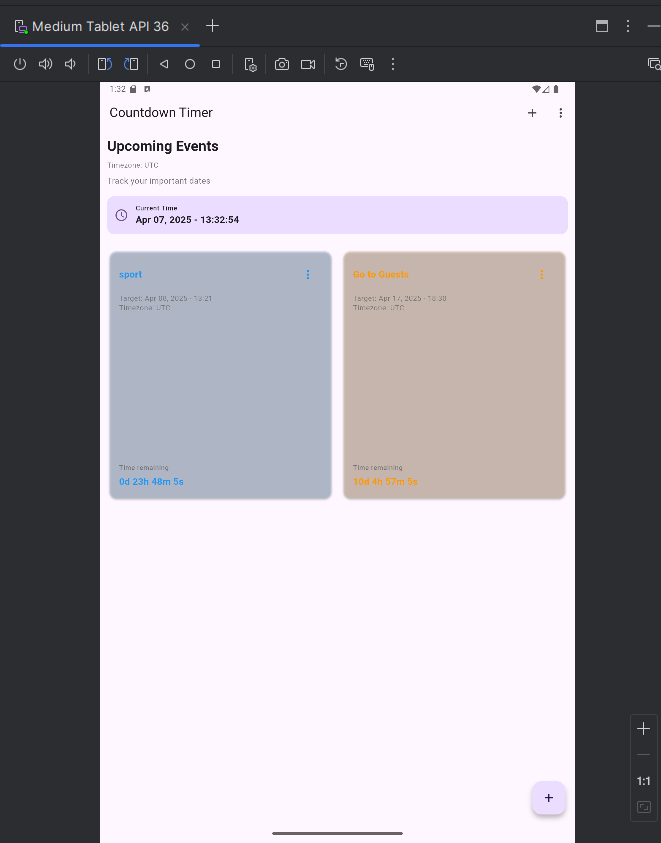 Medium Tablet API 36
1:32
Countdown Timer
Upcoming Events
Timezone: UTC
Track your important dates
Current Time
Apr 07, 2025 - 13:32:54
sport
Target: Apr 08, 2025 - 13:21
Timezone: UTC
Time remaining
0d 23h 48m 5s
Go to Guests
Target: Apr 17, 2025 - 18:30
Timezone: UTC
Time remaining
10d 4h 57m 5s
1:1